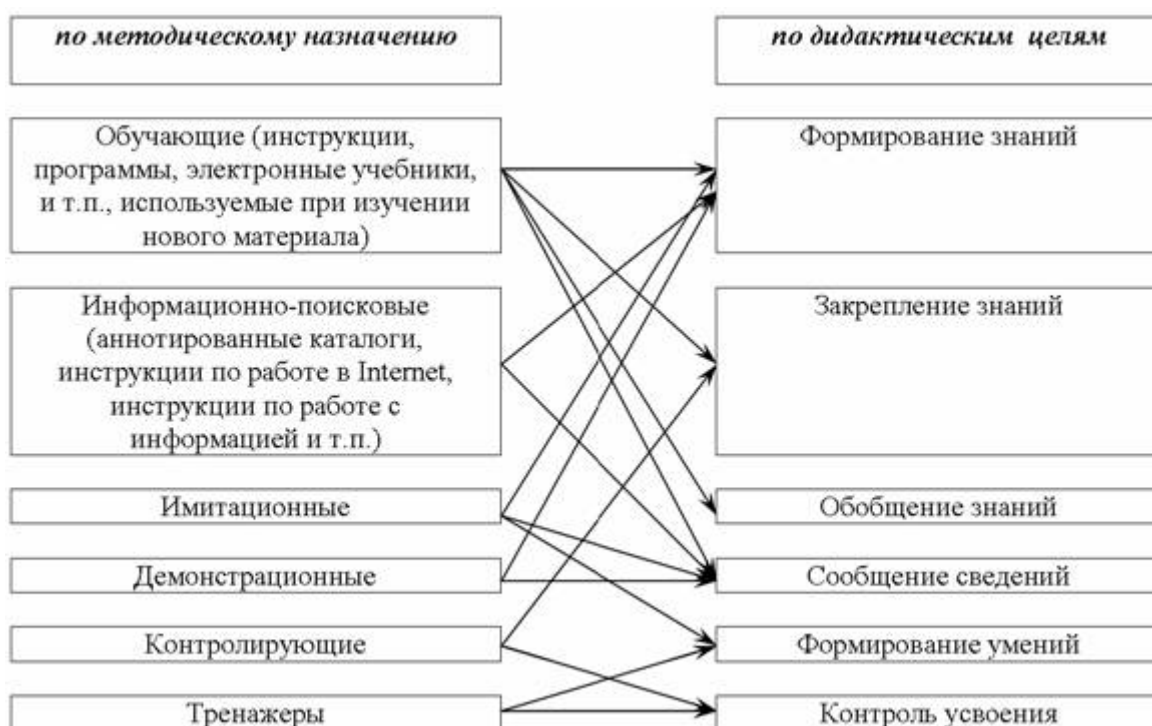 по методическому назначению
по дидактическим целям
Обучающие (инструкции,
программы, электронные учебники,
и т.п., используемые при изучении
нового материала)
Формирование знаний
Информационно-поисковые
(аннотированные каталоги,
инструкции по работе в Internet,
инструкции по работе с
информацией и т.п.)
Закрепление знаний
Имитационные
Обобщение знаний
Демонстрационные
Сообщение сведений
Контролирующие
Формирование умений
Тренажеры
Контроль усвоения